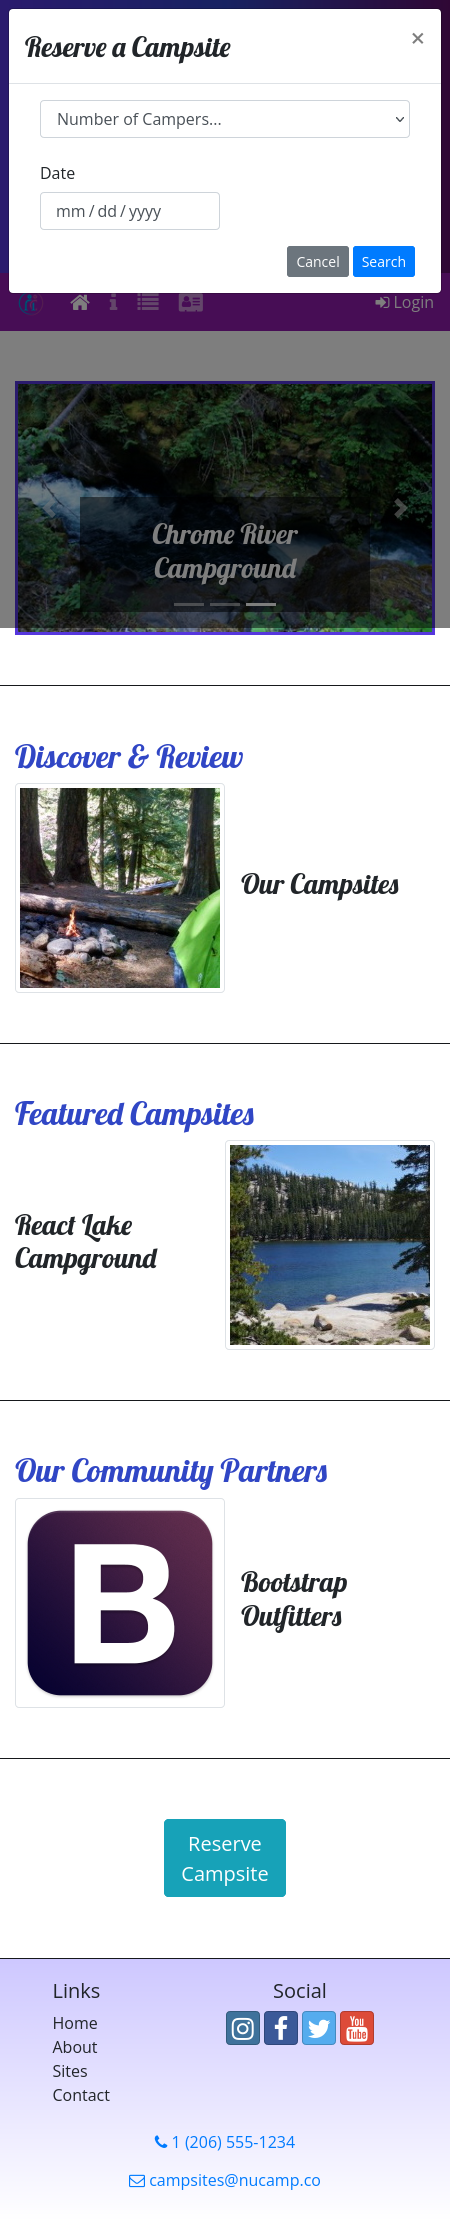 Reserve a Campsite
×
Number of Campers...
Date
mm / dd / yyyy
Cancel
Search
Login
Chrome River
Campground
Discover & Review
Our Campsites
Featured Campsites
React Lake
Campground
Our Community Partners
B
Bootstrap
Outfitters
Reserve
Campsite
Links
Social
Home
About
Sites
Contact
You
Tube
1 (206) 555-1234
campsites@nucamp.co